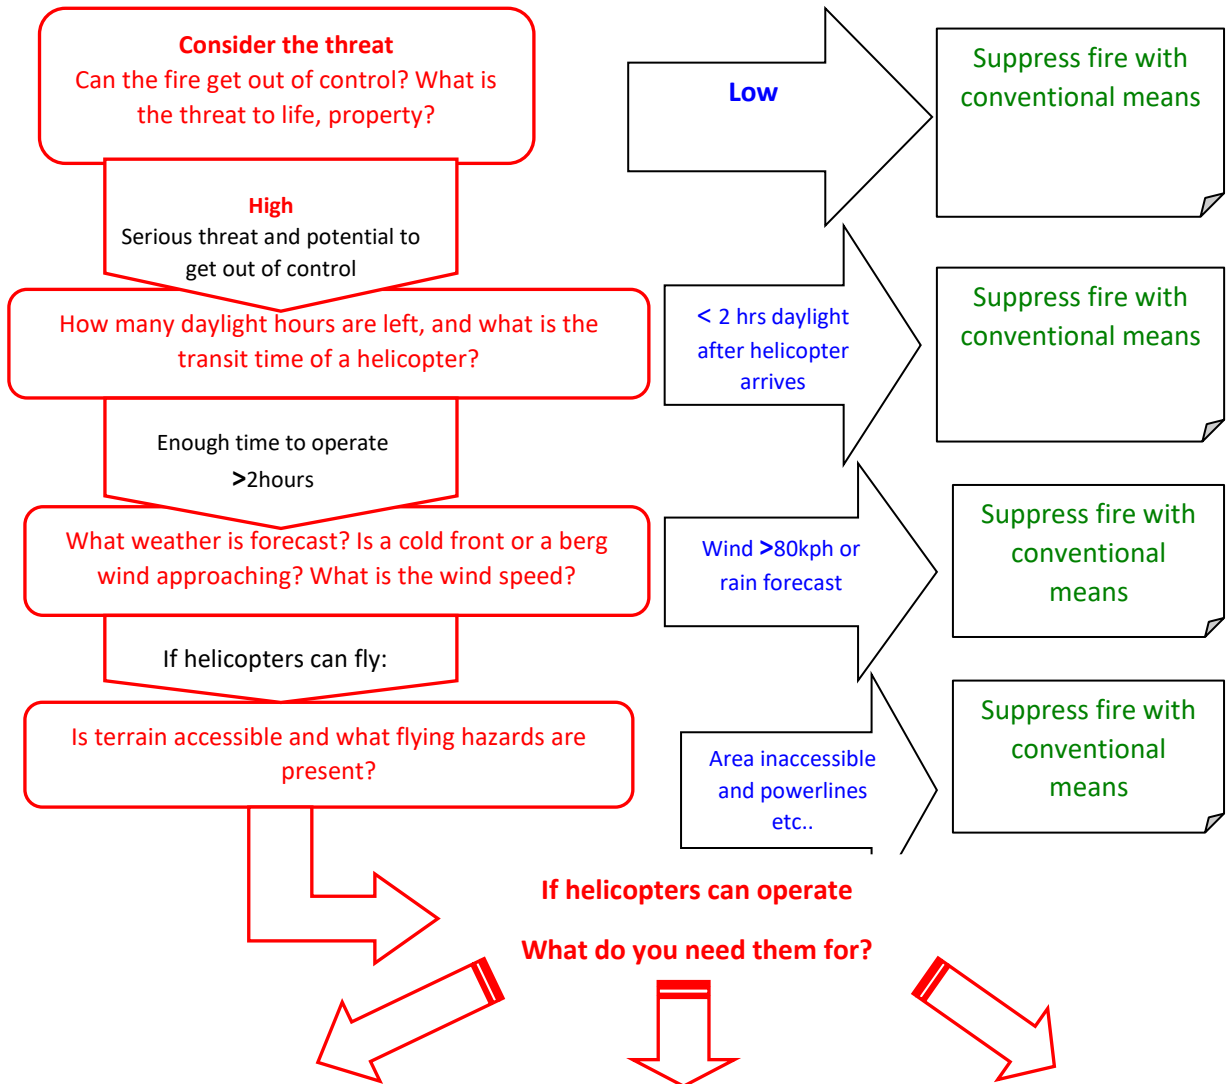 Consider the threat
Can the fire get out of control? What is
the threat to life, property?
Low
Suppress fire with
conventional means
High
Serious threat and potential to
get out of control
How many daylight hours are left, and what is the
transit time of a helicopter?
< 2 hrs daylight
after helicopter
arrives
Suppress fire with
conventional means
Enough time to operate
>2hours
What weather is forecast? Is a cold front or a berg
wind approaching? What is the wind speed?
Wind >80kph or
rain forecast
Suppress fire with
conventional
means
If helicopters can fly:
Is terrain accessible and what flying hazards are
present?
Area inaccessible
and powerlines
etc..
Suppress fire with
conventional
means
If helicopters can operate
What do you need them for?